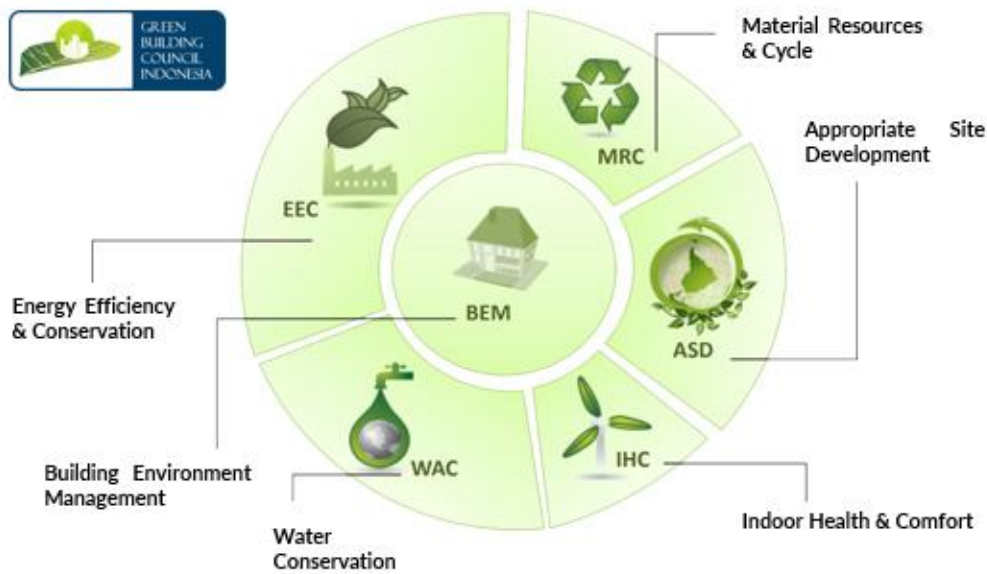 GREEN
BUILDING
COUNCIL
INDONESIA
Material Resources
& Cycle
MRC
Appropriate Site
Development
EEC
BEM
Energy Efficiency
& Conservation
ASD
WAC
IHC
Building Environment
Management
Water
Conservation
Indoor Health & Comfort